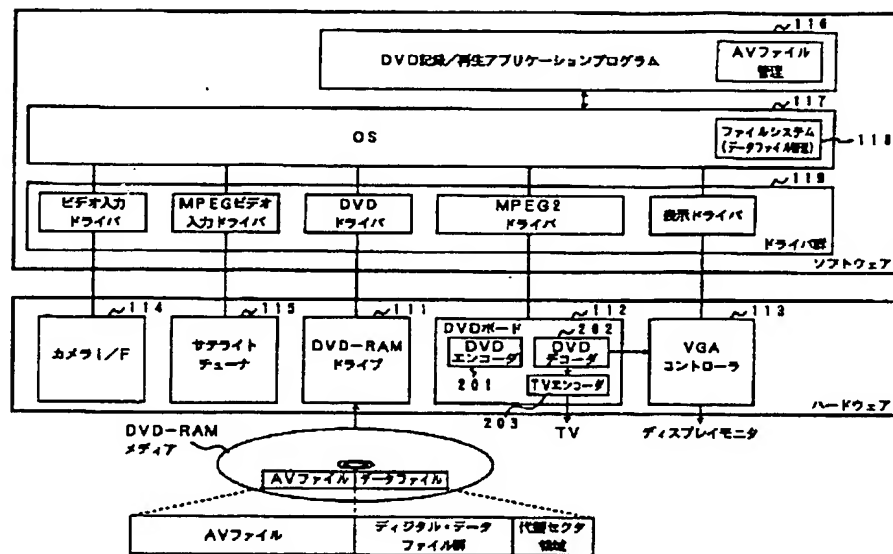 116
DVD記録/再生アプリケーションプログラム
AVファイル
管理
117
OS
ファイルシステム
(データファイル管理)
118
119
ビデオ入力
ドライバ
MPEGビデオ
入力ドライバ
DVD
ドライバ
MPEG2
ドライバ
表示ドライバ
ドライバ群
ソフトウェア
114
カメラi/F
115
サテライト
チューナ
111
DVD-RAM
ドライブ
112
DVDボード
202
DVD
エンコーダ
DVD
デコーダ
201
TVエンコーダ
203
113
VGA
コントローラ
ハードウェア
TV
ディスプレイモニタ
DVD-RAM
メディア
AVファイル
データファイル
AVファイル
ディジタル・データ
ファイル群
代替セクタ
領域